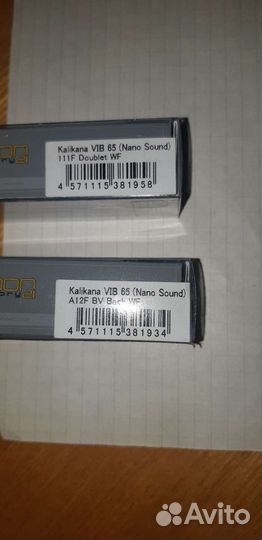 Kalikana VIB 65 (Nano Sound)
111F Doublet WF
4 571115 381958
Kalikana VIB 65 (Nano Sound)
A12F BV Back WF
4 571115 381934
Avito